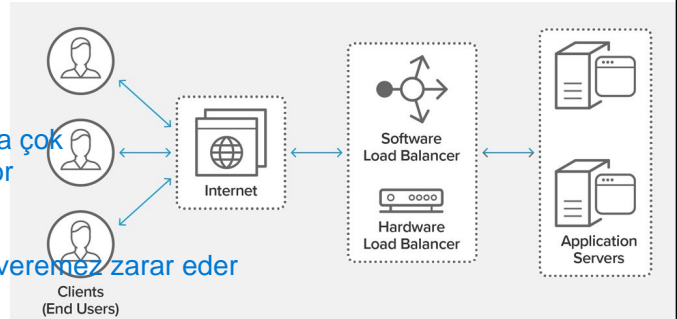 a çok
or
veremez zarar eder
Internet
Software
Load Balancer
Hardware
Load Balancer
Application
Servers
Clients
(End Users)